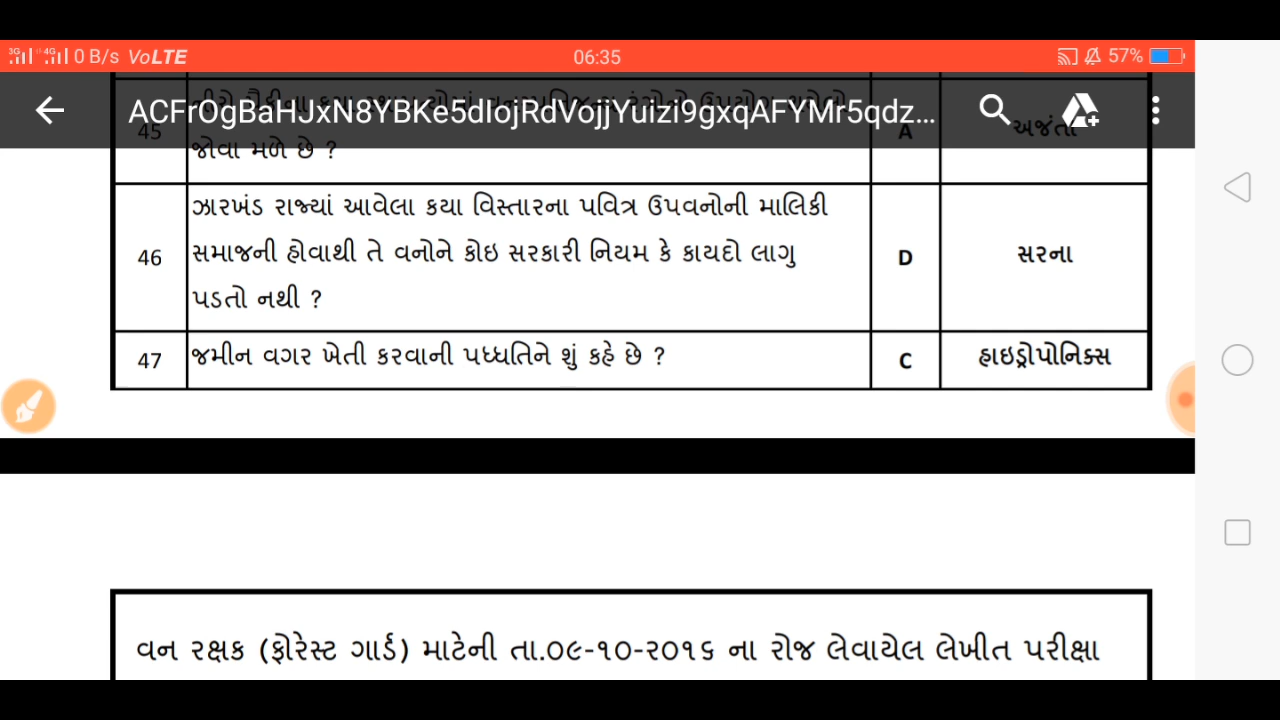 0 B/s VoLTE 06:35 57%
ACFrOgBaHJxN8YBKe5dIojRdVojjYuizi9gxqAFYMr5qdz...
45 A અજંતા
જોવા મળે છે ?
ઝારખંડ રાજ્યાં આવેલા કયા વિસ્તારના પવિત્ર ઉપવનોની માલિકી
46 સમાજની હોવાથી તે વનોને કોઇ સરકારી નિયમ કે કાયદો લાગુ D સરના
પડતો નથી ?
47 જમીન વગર ખેતી કરવાની પધ્ધતિને શું કહે છે ? C હાઇડ્રોપોનિક્સ
વન રક્ષક (ફોરેસ્ટ ગાર્ડ) માટેની તા.૦૯-૧૦-૨૦૧૬ ના રોજ લેવાયેલ લેખીત પરીક્ષા